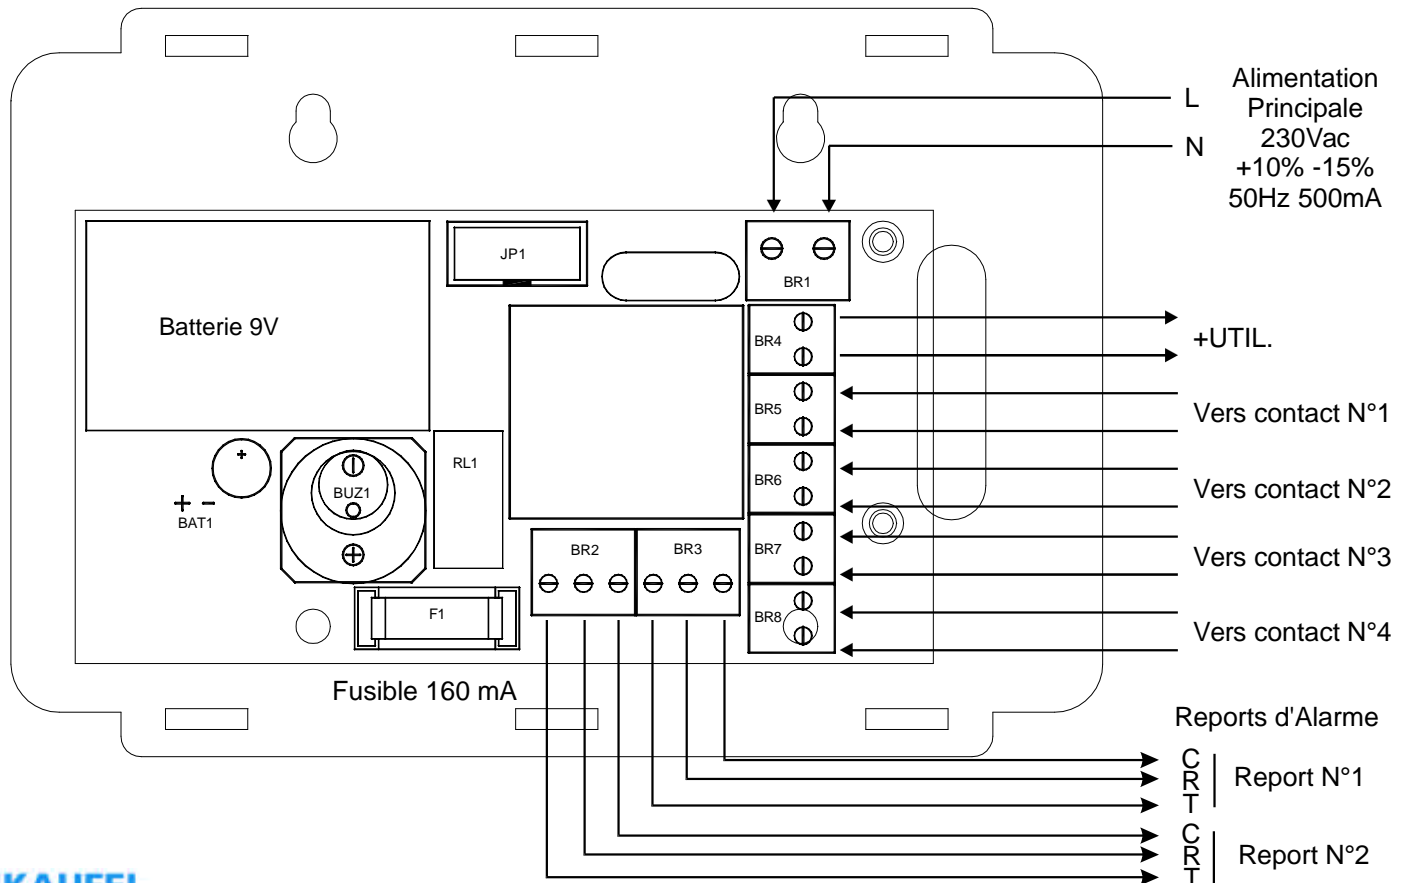 L
N
Alimentation
Principale
230Vac
+10% -15%
50Hz 500mA
JP1
BR1
Batterie 9V
BR4
+UTIL.
BR5
Vers contact N°1
RL1
BR6
Vers contact N°2
BUZ1
+
+ -
BAT1
BR2
BR3
BR7
Vers contact N°3
F1
BR8
Vers contact N°4
Fusible 160 mA
Reports d'Alarme
C
R
T
Report N°1
C
R
T
Report N°2
KAUFEL